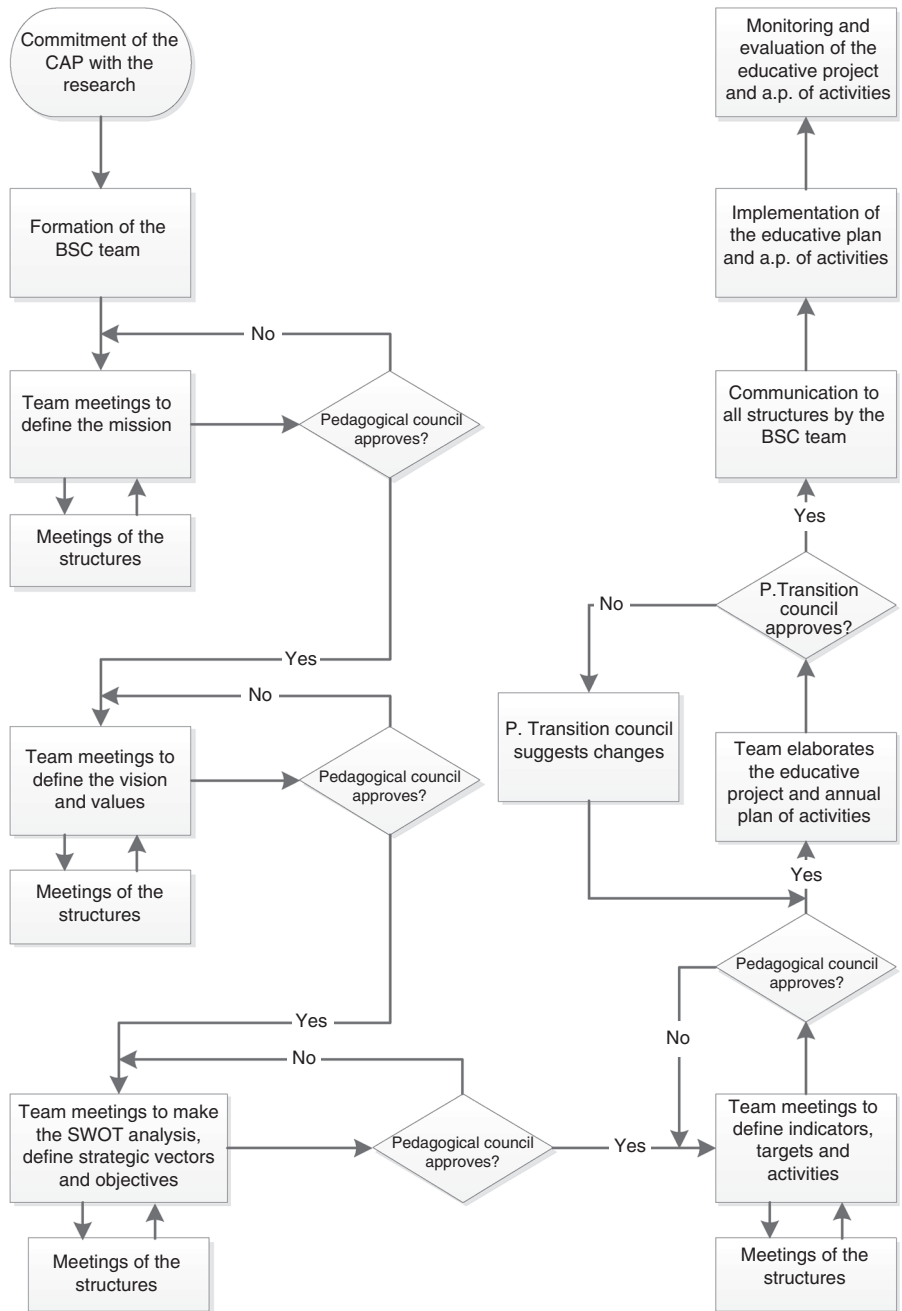 Commitment of the
CAP with the
research
Formation of the
BSC team
No
Team meetings to
define the mission
Pedagogical council
approves?
Meetings of the
structures
Yes
No
Team meetings to
define the vision
and values
Pedagogical council
approves?
Meetings of the
structures
Yes
No
Team meetings to make
the SWOT analysis,
define strategic vectors
and objectives
Pedagogical council
approves?
Yes
Meetings of the
structures
Team meetings to
define indicators,
targets and
activities
Meetings of the
structures
No
Pedagogical council
approves?
Yes
Team elaborates
the educative
project and annual
plan of activities
P.Transition
council
approves?
No
P. Transition council
suggests changes
Yes
Communication to
all structures by the
BSC team
Implementation of
the educative plan
and a.p. of activities
Monitoring and
evaluation of the
educative project
and a.p. of activities